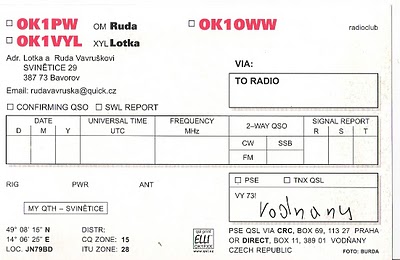 OK1PW OM Ruda OK1OWW
OK1VYL XYL Lotka radioclub
Adr. Lotka a Ruda Vavruškovi
SVINĚTICE 29
387 73 Bavorov
Email: rudavavruska@quick.cz
VIA:
TO RADIO
CONFIRMING QSO SWL REPORT
DATE UNIVERSAL TIME FREQUENCY 2-WAY QSO SIGNAL REPORT
D M Y UTC MHz R S T
CW SSB
FM
RIG PWR ANT
PSE TNX QSL
VY 73!
Vodnany
MY QTH – SVINĚTICE
49° 08' 15" N DISTR:
14° 06' 25" E CQ ZONE: 15
LOC. JN79BD ITU ZONE: 28
ELLI
PSE QSL VIA CRC, BOX 69, 113 27 PRAHA
OR DIRECT, BOX 11, 389 01 VODŇANY
CZECH REPUBLIC FOTO: BURDA